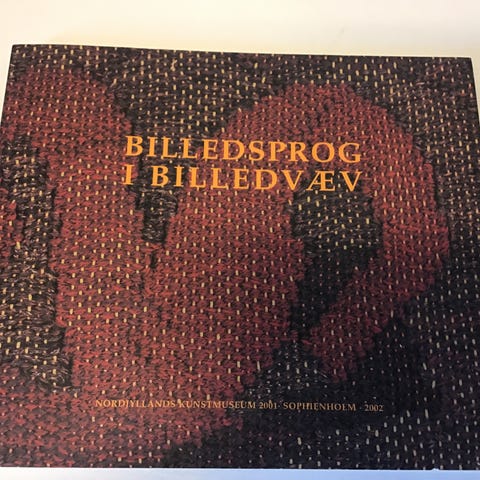 BILLEDSPROG
I BILLEDVÆV
NORDJYLLANDS KUNSTMUSEUM 2001 · SOPHIENHOLM · 2002